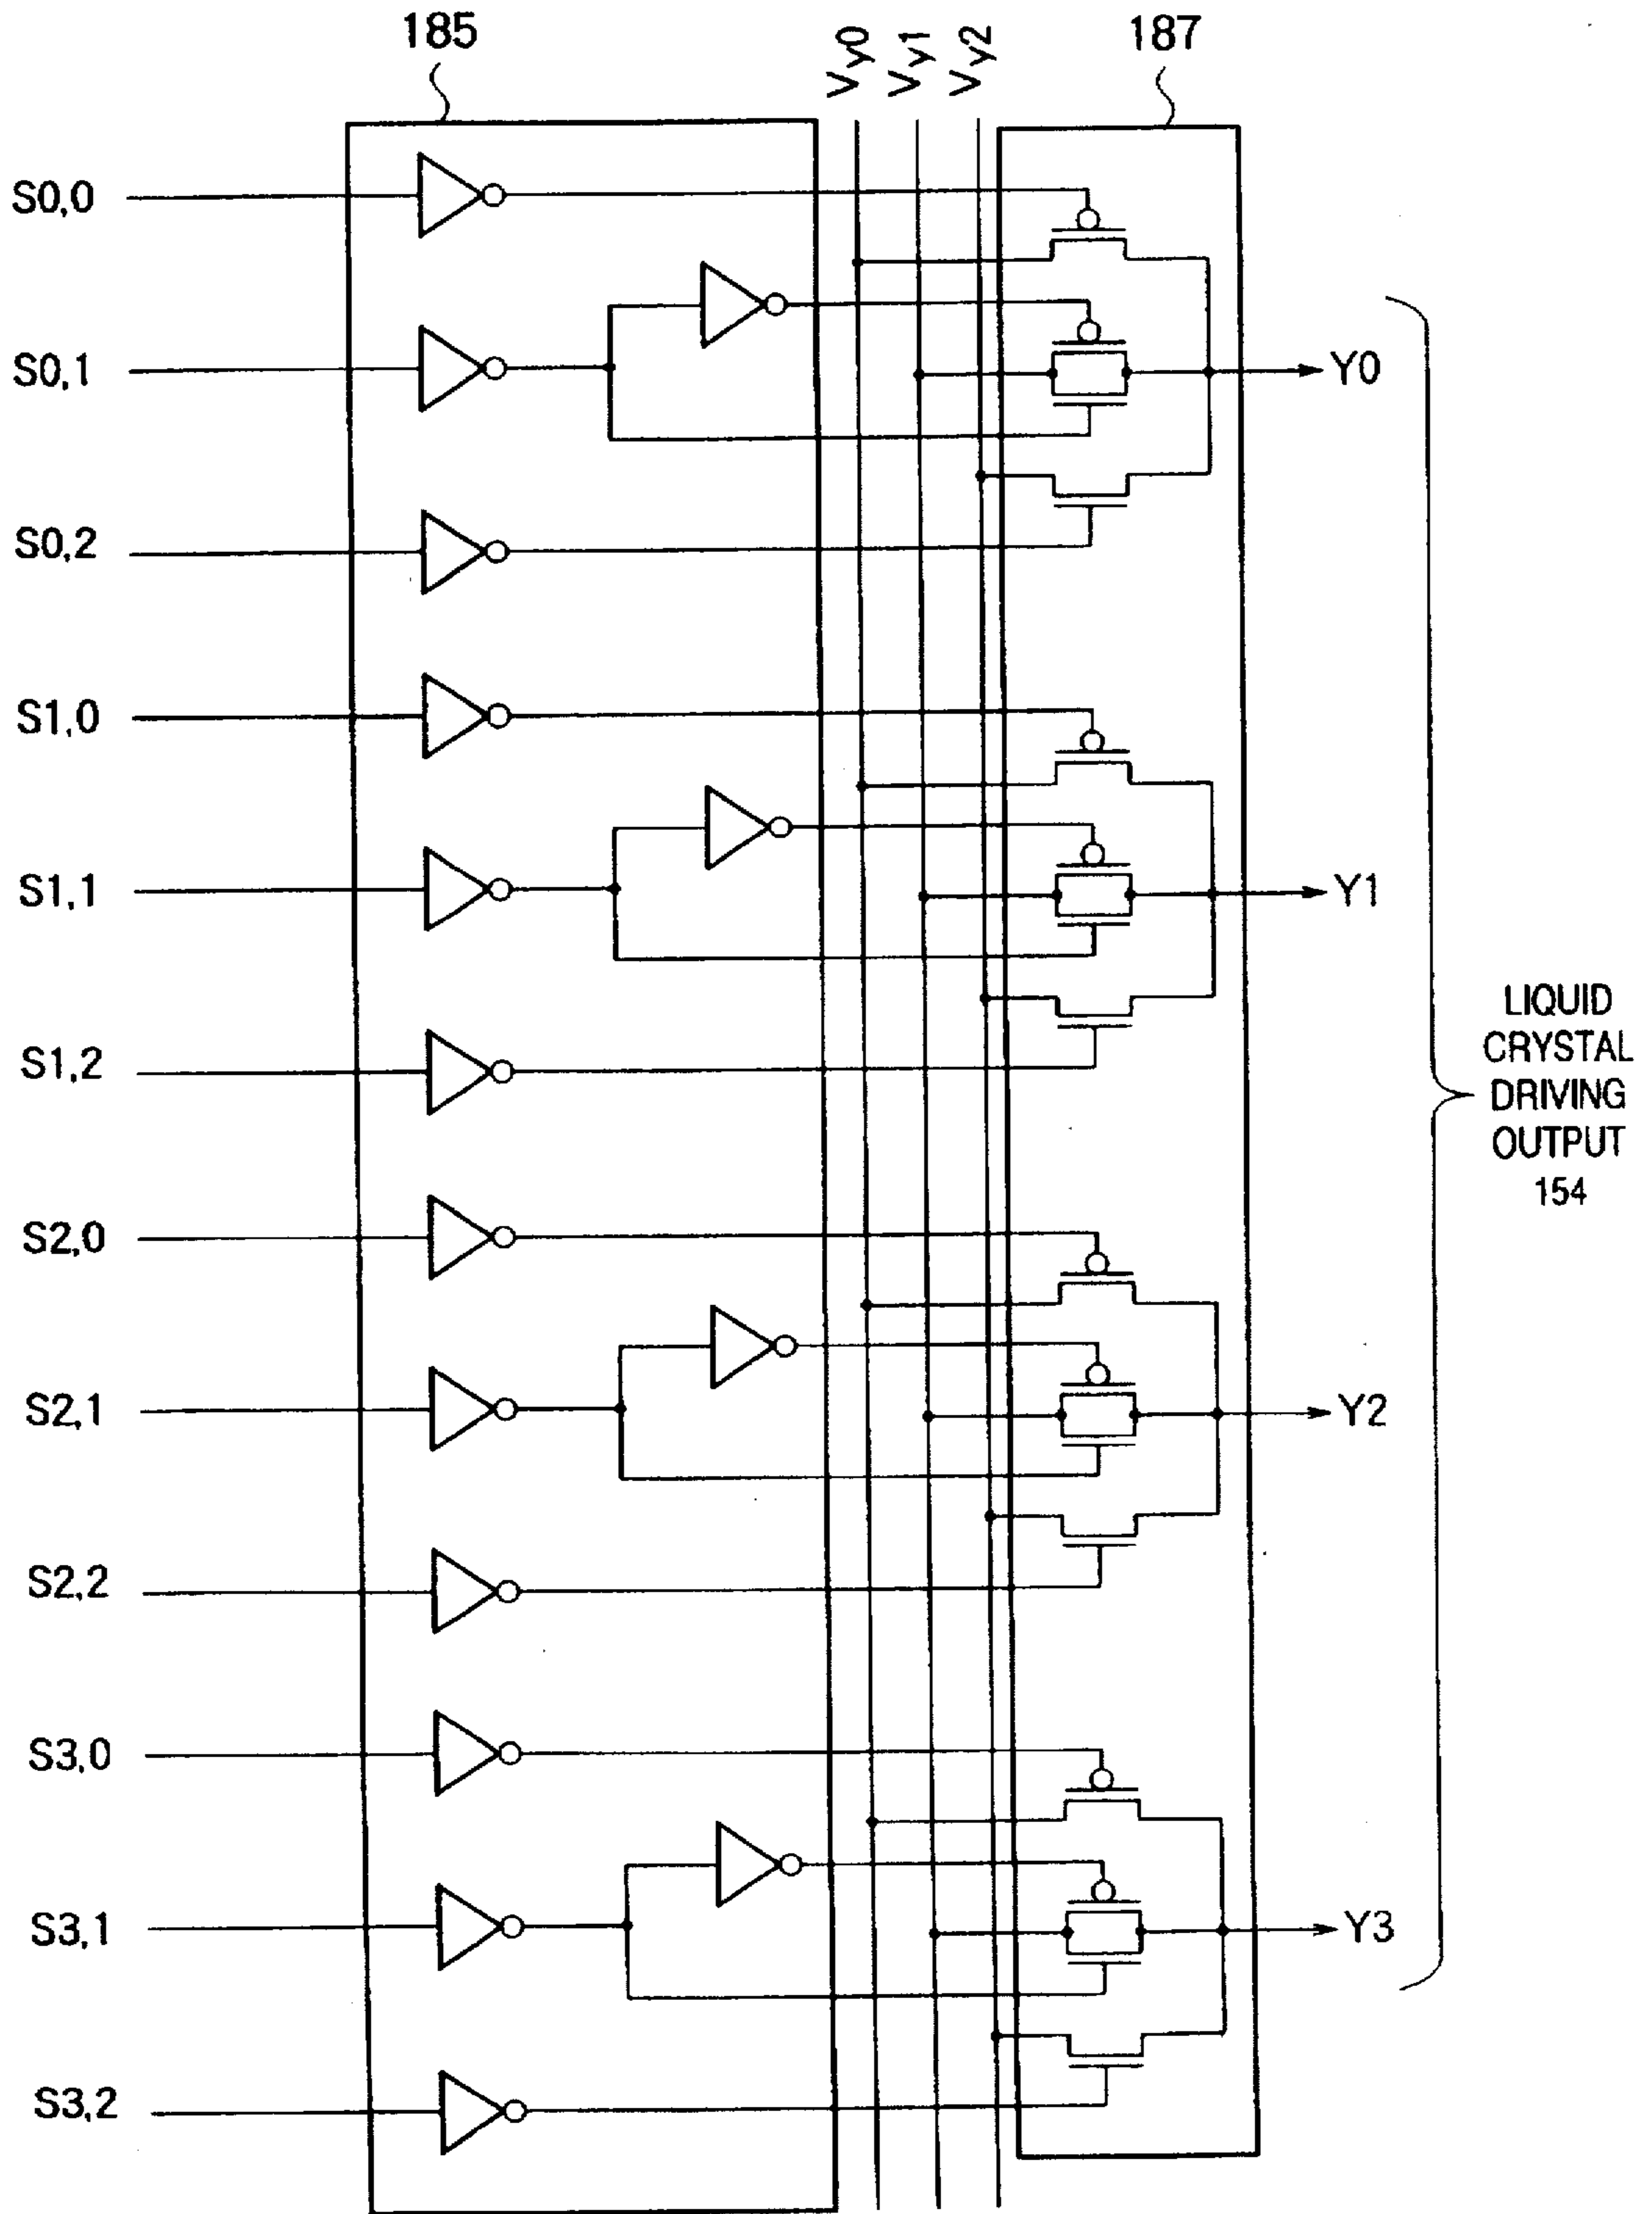 185
Vy0
Vy1
Vy2
187
S0,0
S0,1
Y0
S0,2
S1,0
S1,1
Y1
S1,2
LIQUID
CRYSTAL
DRIVING
OUTPUT
154
S2,0
S2,1
Y2
S2,2
S3,0
S3,1
Y3
S3,2